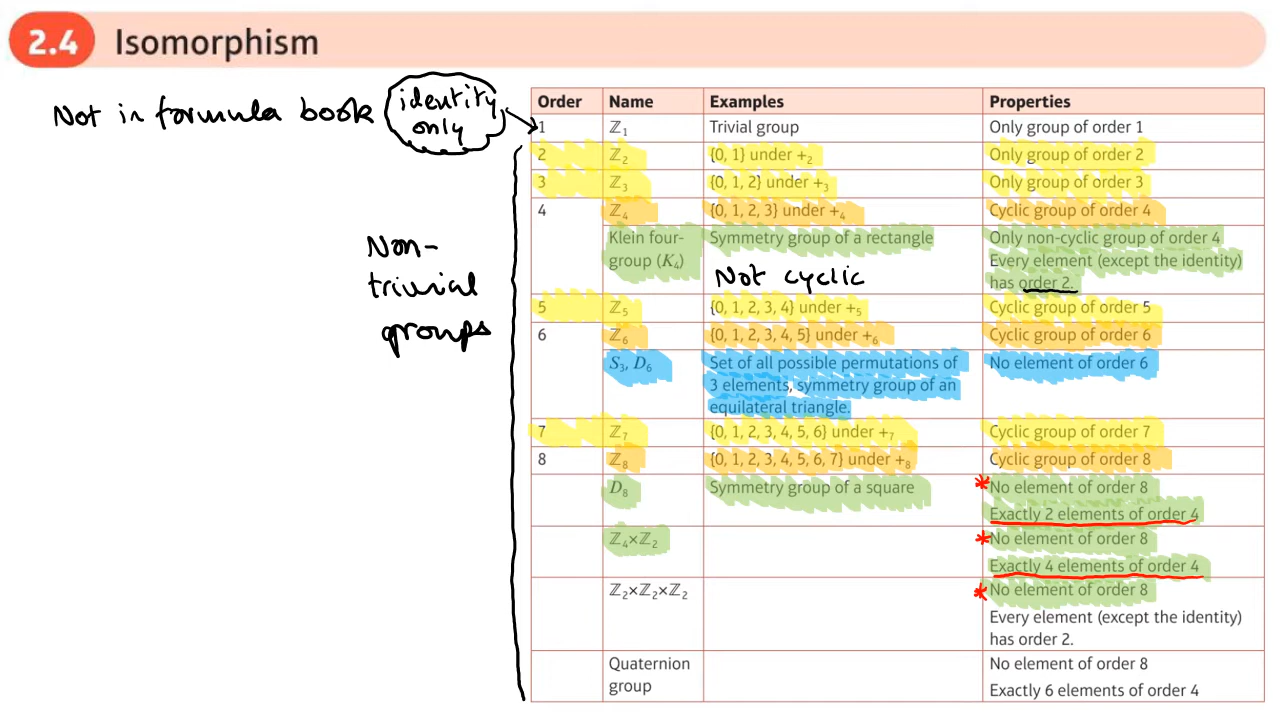 2.4 Isomorphism
Not in formula book
identity
only
Non-
trivial
groups
Order Name Examples Properties
1 ℤ₁ Trivial group Only group of order 1
2 ℤ₂ {0, 1} under +₂ Only group of order 2
3 ℤ₃ {0, 1, 2} under +₃ Only group of order 3
4 ℤ₄ {0, 1, 2, 3} under +₄ Cyclic group of order 4
Klein four- Symmetry group of a rectangle Only non-cyclic group of order 4
group (K₄) Every element (except the identity)
Not cyclic has order 2.
5 ℤ₅ {0, 1, 2, 3, 4} under +₅ Cyclic group of order 5
6 ℤ₆ {0, 1, 2, 3, 4, 5} under +₆ Cyclic group of order 6
S₃, D₆ Set of all possible permutations of No element of order 6
3 elements, symmetry group of an
equilateral triangle.
7 ℤ₇ {0, 1, 2, 3, 4, 5, 6} under +₇ Cyclic group of order 7
8 ℤ₈ {0, 1, 2, 3, 4, 5, 6, 7} under +₈ Cyclic group of order 8
D₈ Symmetry group of a square * No element of order 8
Exactly 2 elements of order 4
ℤ₄×ℤ₂ * No element of order 8
Exactly 4 elements of order 4
ℤ₂×ℤ₂×ℤ₂ * No element of order 8
Every element (except the identity)
has order 2.
Quaternion No element of order 8
group Exactly 6 elements of order 4